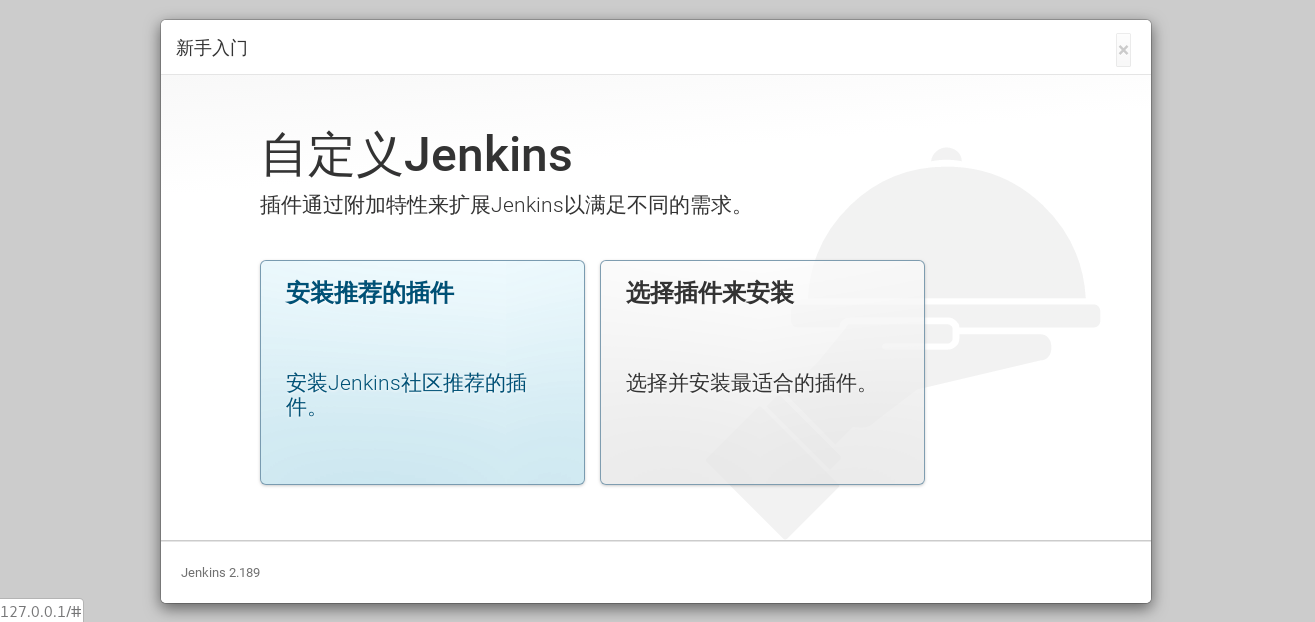 新手入门
×
自定义Jenkins
插件通过附加特性来扩展Jenkins以满足不同的需求。
安装推荐的插件
安装Jenkins社区推荐的插
件。
选择插件来安装
选择并安装最适合的插件。
Jenkins 2.189
127.0.0.1/#